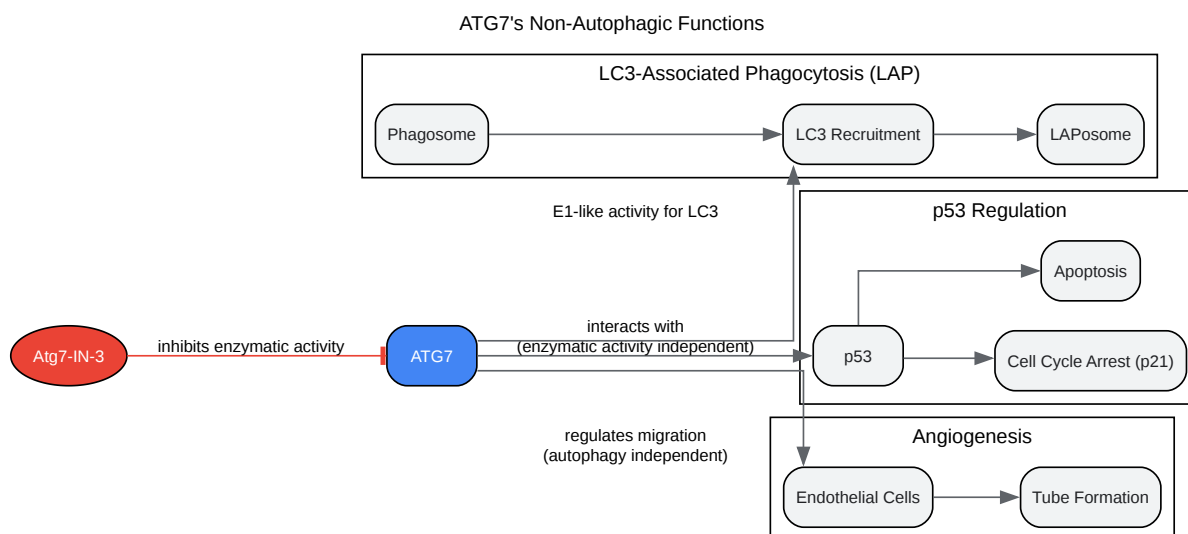 ATG7's Non-Autophagic Functions
LC3-Associated Phagocytosis (LAP)
Phagosome
LC3 Recruitment
LAPosome
E1-like activity for LC3
p53 Regulation
Apoptosis
Atg7-IN-3
inhibits enzymatic activity
ATG7
interacts with
(enzymatic activity independent)
p53
Cell Cycle Arrest (p21)
regulates migration
(autophagy independent)
Angiogenesis
Endothelial Cells
Tube Formation